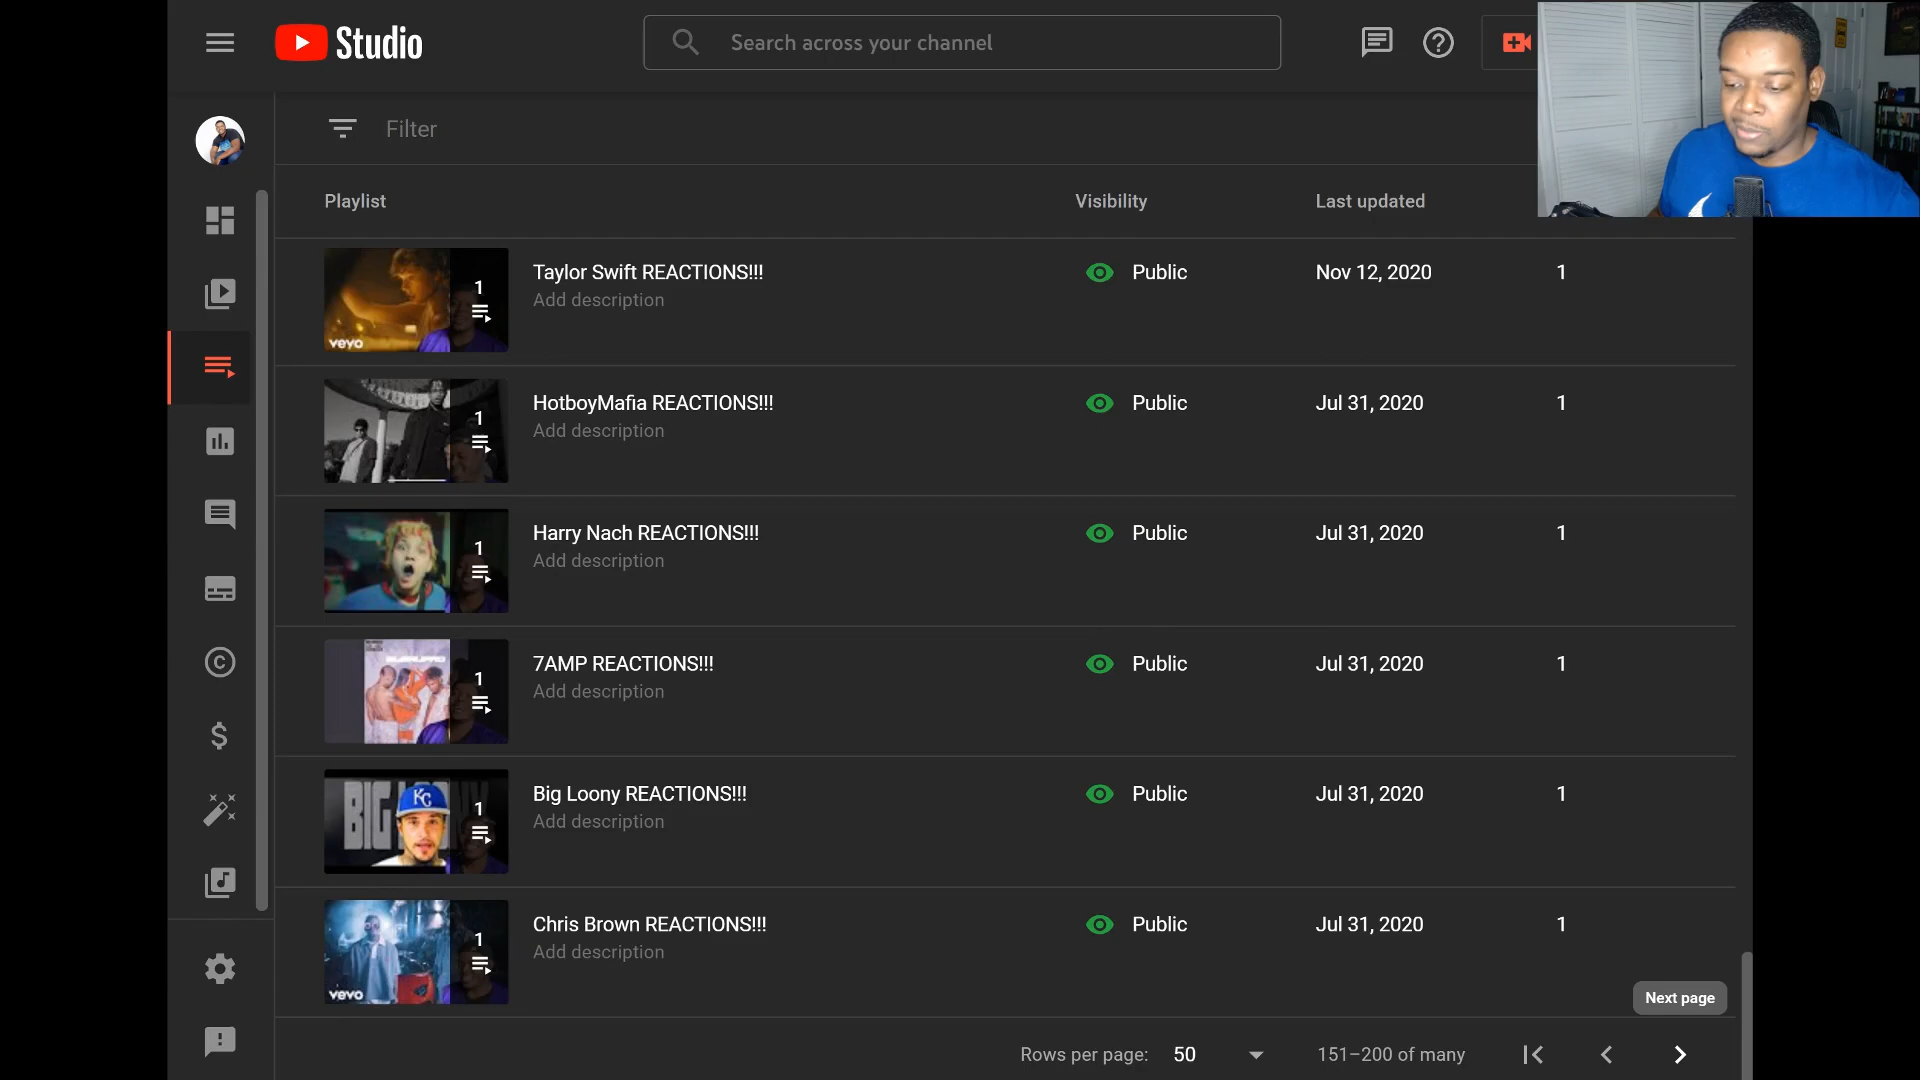 Studio
Search across your channel
Filter
Playlist
Visibility
Last updated
Taylor Swift REACTIONS!!!
Add description
Public
Nov 12, 2020
1
1
vevo
HotboyMafia REACTIONS!!!
Add description
Public
Jul 31, 2020
1
1
Harry Nach REACTIONS!!!
Add description
Public
Jul 31, 2020
1
1
7AMP REACTIONS!!!
Add description
Public
Jul 31, 2020
1
1
Big Loony REACTIONS!!!
Add description
Public
Jul 31, 2020
1
1
BIG
KC
Chris Brown REACTIONS!!!
Add description
Public
Jul 31, 2020
1
1
vevo
Next page
Rows per page: 50
151–200 of many